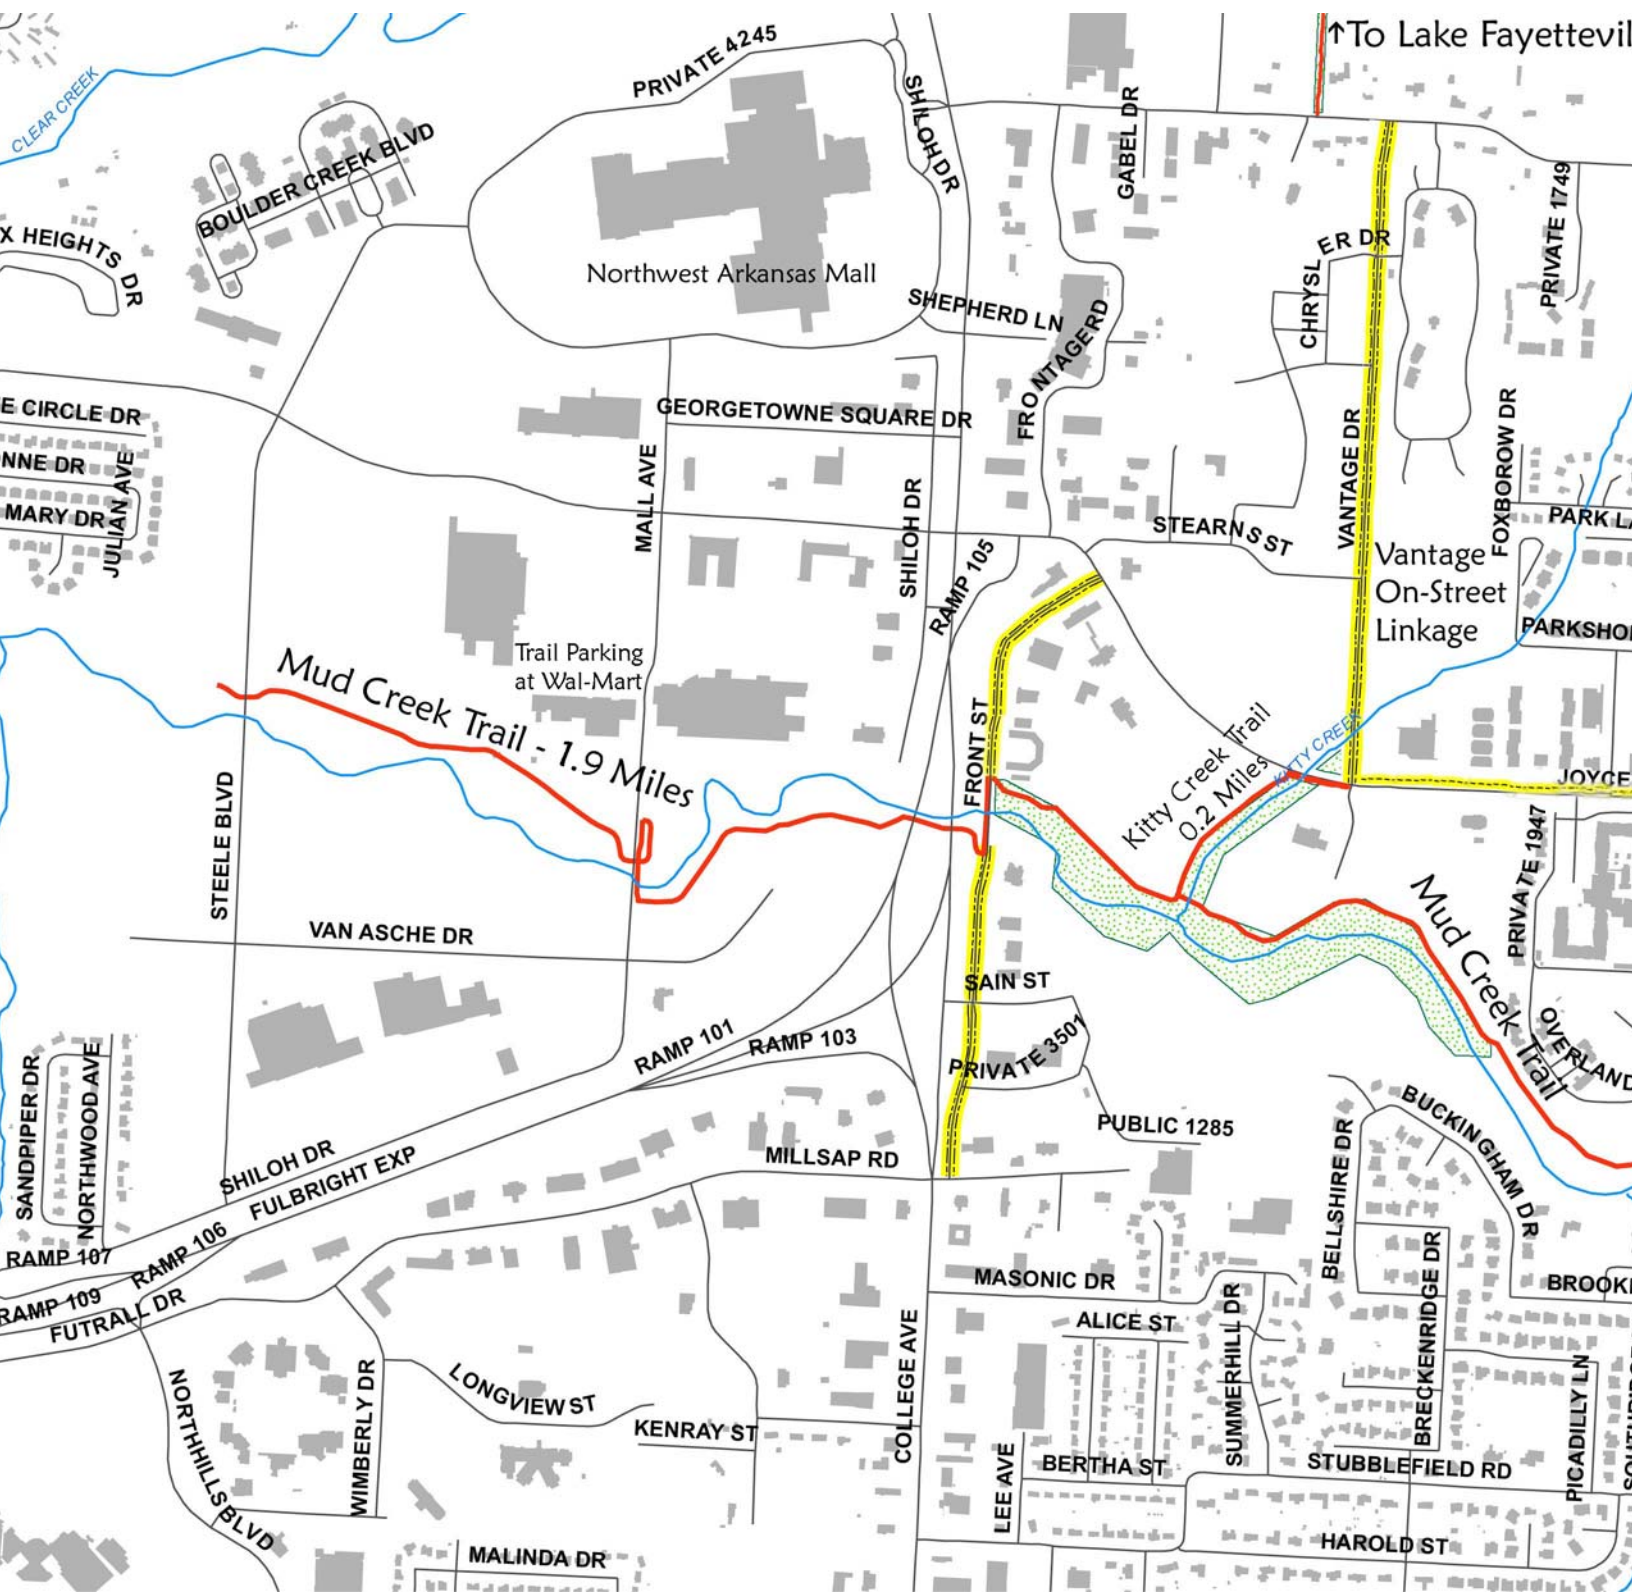 ↑To Lake Fayettevil
PRIVATE 4245
CLEAR CREEK
SHILOH DR
GABEL DR
BOULDER CREEK BLVD
PRIVATE 1749
X HEIGHTS DR
ER DR
CHRYSL
Northwest Arkansas Mall
SHEPHERD LN
FRONTAGE RD
E CIRCLE DR
GEORGETOWNE SQUARE DR
NNE DR
JULIAN AVE
MARY DR
MALL AVE
SHILOH DR
VANTAGE DR
FOXBOROW DR
PARK LA
STEARNS ST
RAMP 105
Vantage
On-Street
Linkage
PARKSHO
Trail Parking
at Wal-Mart
Mud Creek Trail - 1.9 Miles
FRONT ST
Kitty Creek Trail
0.2 Miles
KITTY CREEK
JOYCE
STEELE BLVD
PRIVATE 1947
VAN ASCHE DR
Mud Creek Trail
SAIN ST
OVERLAND
RAMP 101
RAMP 103
PRIVATE 3501
SANDPIPER DR
NORTHWOOD AVE
BUCKINGHAM DR
PUBLIC 1285
BELLSHIRE DR
SHILOH DR
FULBRIGHT EXP
MILLSAP RD
RAMP 107
RAMP 106
RAMP 109
FUTRALL DR
MASONIC DR
BRECKENRIDGE DR
BROOK
ALICE ST
SUMMERHILL DR
COLLEGE AVE
NORTHHILLS BLVD
WIMBERLY DR
LONGVIEW ST
KENRAY ST
PICADILLY LN
LEE AVE
BERTHA ST
STUBBLEFIELD RD
HAROLD ST
MALINDA DR